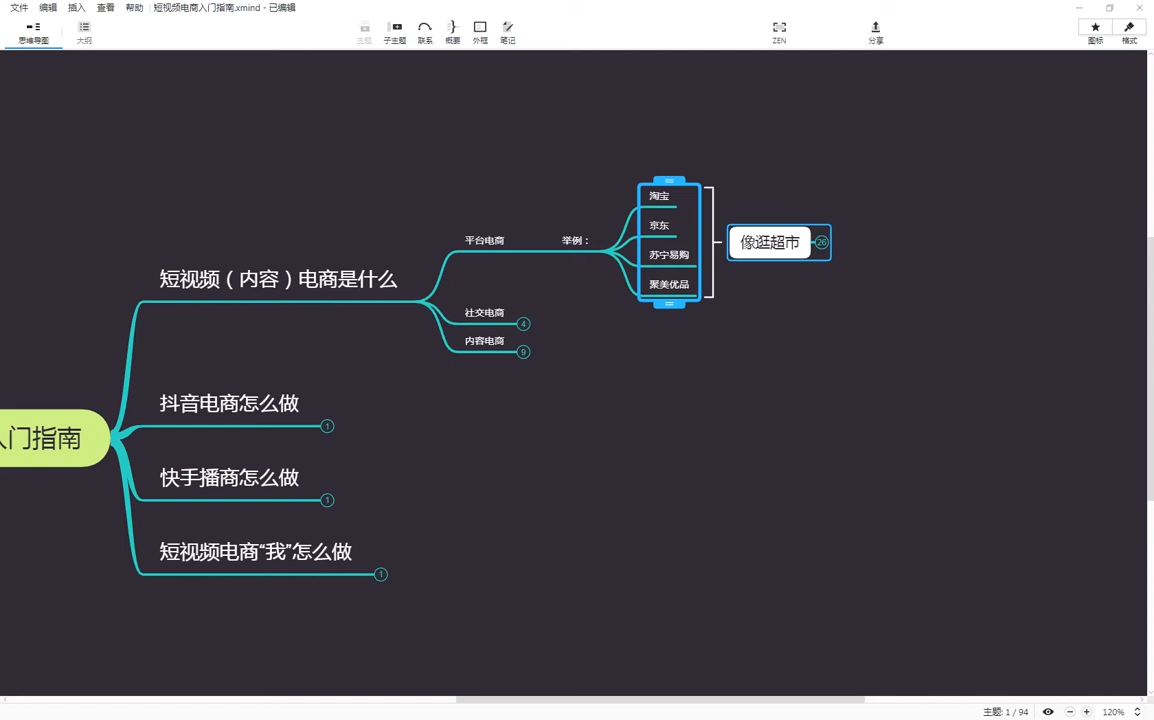 文件 编辑 插入 查看 帮助 短视频电商入门指南.xmind - 已编辑
思维导图 大纲 主题 子主题 联系 概要 外框 笔记 ZEN 分享 图标 格式
淘宝
京东
苏宁易购
聚美优品
像逛超市 26
平台电商 举例：
短视频（内容）电商是什么
社交电商 4
内容电商 9
抖音电商怎么做 1
入门指南
快手播商怎么做 1
短视频电商“我”怎么做 1
主题: 1 / 94 120%